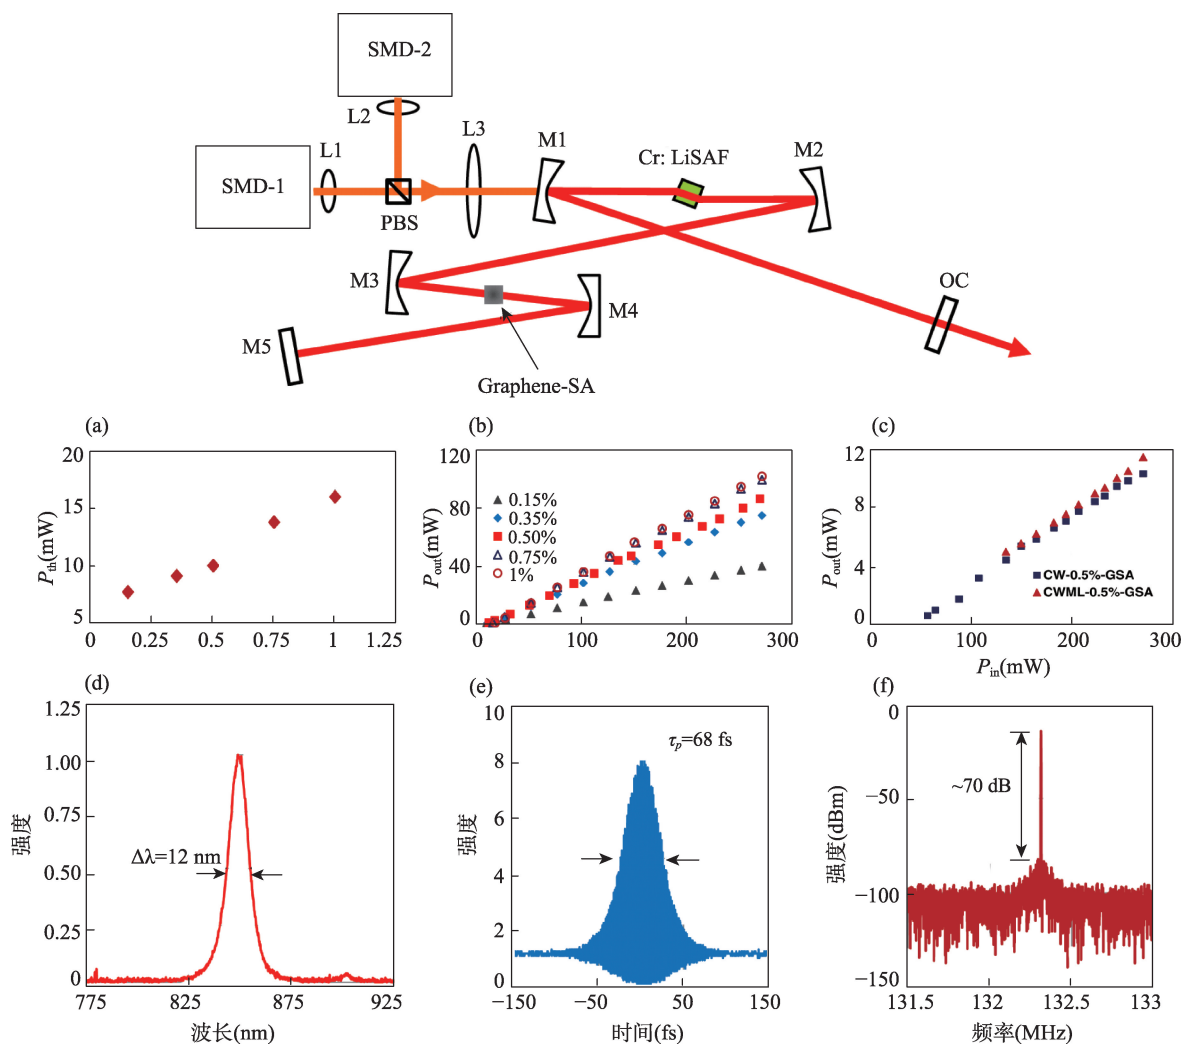 SMD-2
L2
L3
M1
L1
Cr: LiSAF
M2
SMD-1
PBS
M3
OC
M4
M5
Graphene-SA
(a)
20
15
10
5
0
0.25
0.5
0.75
1
1.25
Pth(mW)
(b)
120
80
40
0
0
100
200
300
Pout(mW)
0.15%
0.35%
0.50%
0.75%
1%
(c)
12
8
4
0
0
100
200
300
Pout(mW)
Pin(mW)
CW-0.5%-GSA
CWML-0.5%-GSA
(d)
1.25
1.00
0.75
0.50
0.25
0
775
825
875
925
强度
波长(nm)
Δλ=12 nm
(e)
10
8
6
4
2
0
−150
−50
50
150
强度
时间(fs)
τp=68 fs
(f)
0
−50
−100
−150
131.5
132
132.5
133
强度(dBm)
频率(MHz)
~70 dB